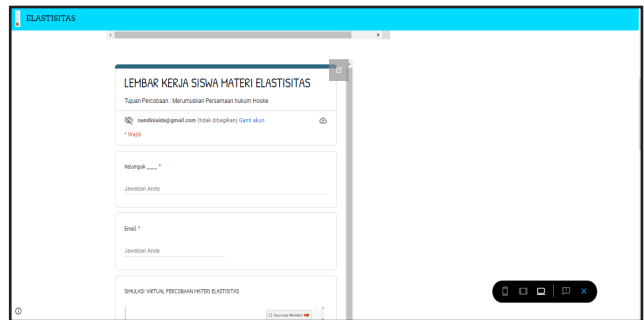 ELASTISITAS
LEMBAR KERJA SISWA MATERI ELASTISITAS
Tujuan Percobaan : Merumuskan Persamaan hukum Hooke
nandiniaida@gmail.com (tidak dibagikan) Ganti akun
* Wajib
Kelompok ___ *
Jawaban Anda
Email *
Jawaban Anda
SIMULASI VIRTUAL PERCOBAAN MATERI ELASTISITAS